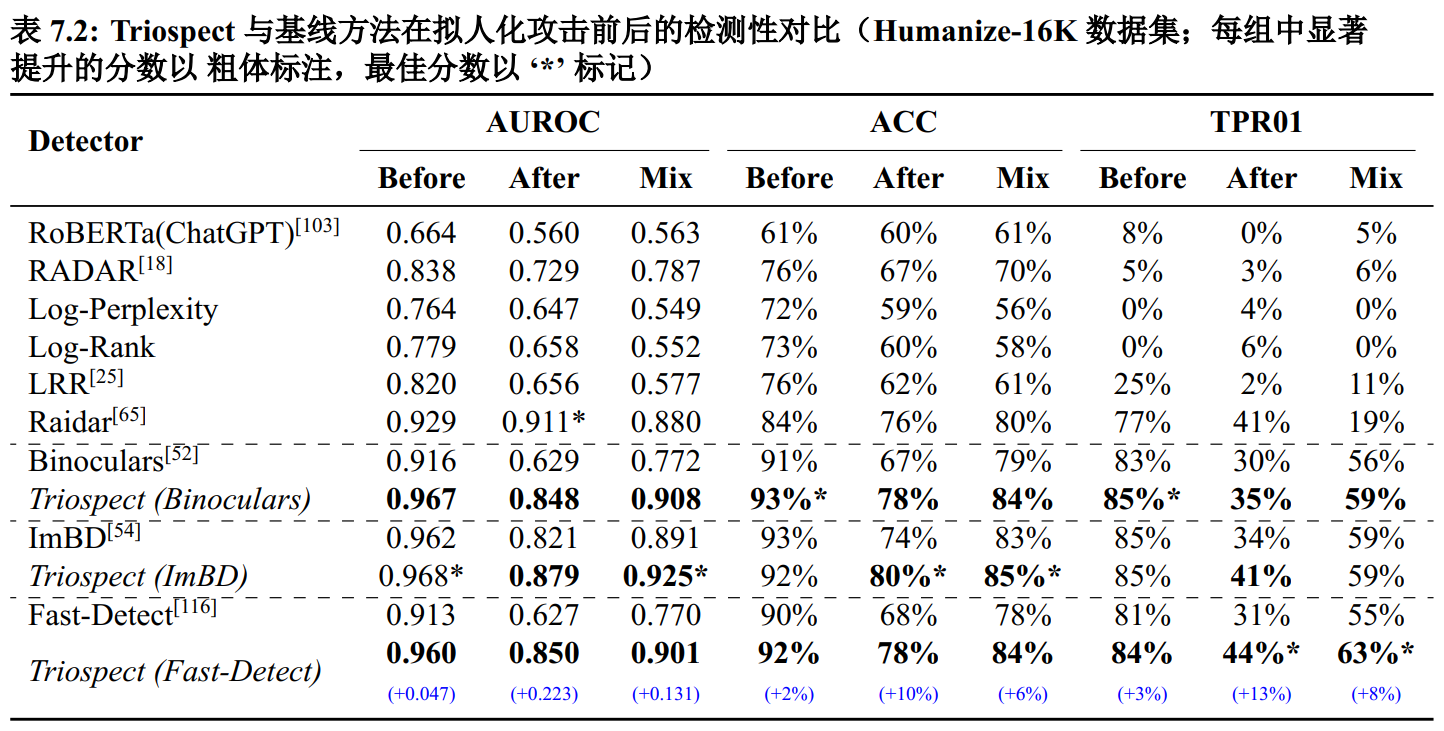 表 7.2: Triospect 与基线方法在拟人化攻击前后的检测性对比（Humanize-16K 数据集；每组中显著
提升的分数以 粗体标注，最佳分数以 ‘*’ 标记）
Detector AUROC ACC TPR01
Before After Mix Before After Mix Before After Mix
RoBERTa(ChatGPT)[103] 0.664 0.560 0.563 61% 60% 61% 8% 0% 5%
RADAR[18] 0.838 0.729 0.787 76% 67% 70% 5% 3% 6%
Log-Perplexity 0.764 0.647 0.549 72% 59% 56% 0% 4% 0%
Log-Rank 0.779 0.658 0.552 73% 60% 58% 0% 6% 0%
LRR[25] 0.820 0.656 0.577 76% 62% 61% 25% 2% 11%
Raidar[65] 0.929 0.911* 0.880 84% 76% 80% 77% 41% 19%
Binoculars[52] 0.916 0.629 0.772 91% 67% 79% 83% 30% 56%
Triospect (Binoculars) 0.967 0.848 0.908 93%* 78% 84% 85%* 35% 59%
ImBD[54] 0.962 0.821 0.891 93% 74% 83% 85% 34% 59%
Triospect (ImBD) 0.968* 0.879 0.925* 92% 80%* 85%* 85% 41% 59%
Fast-Detect[116] 0.913 0.627 0.770 90% 68% 78% 81% 31% 55%
Triospect (Fast-Detect) 0.960 0.850 0.901 92% 78% 84% 84% 44%* 63%*
(+0.047) (+0.223) (+0.131) (+2%) (+10%) (+6%) (+3%) (+13%) (+8%)